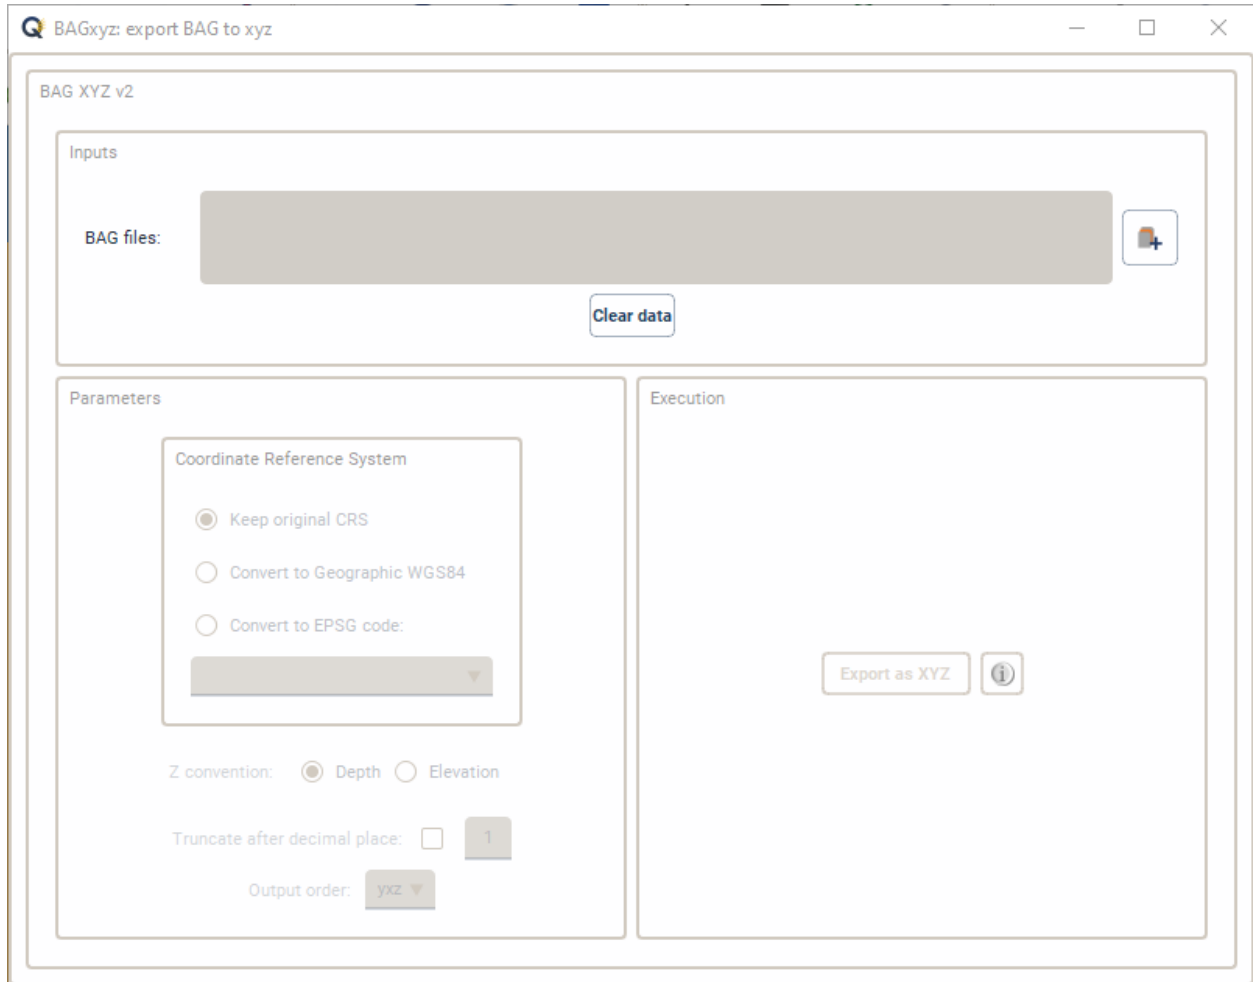 BAGxyz: export BAG to xyz
BAG XYZ v2
Inputs
BAG files:
Clear data
Parameters
Coordinate Reference System
Keep original CRS
Convert to Geographic WGS84
Convert to EPSG code:
Z convention: Depth Elevation
Truncate after decimal place: 1
Output order: yxz
Execution
Export as XYZ